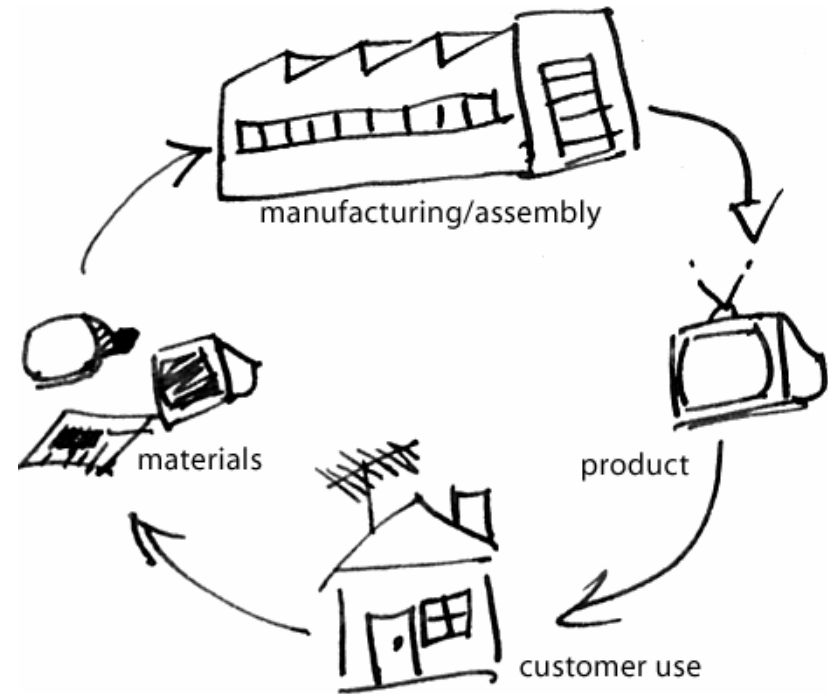 manufacturing/assembly
materials
product
customer use